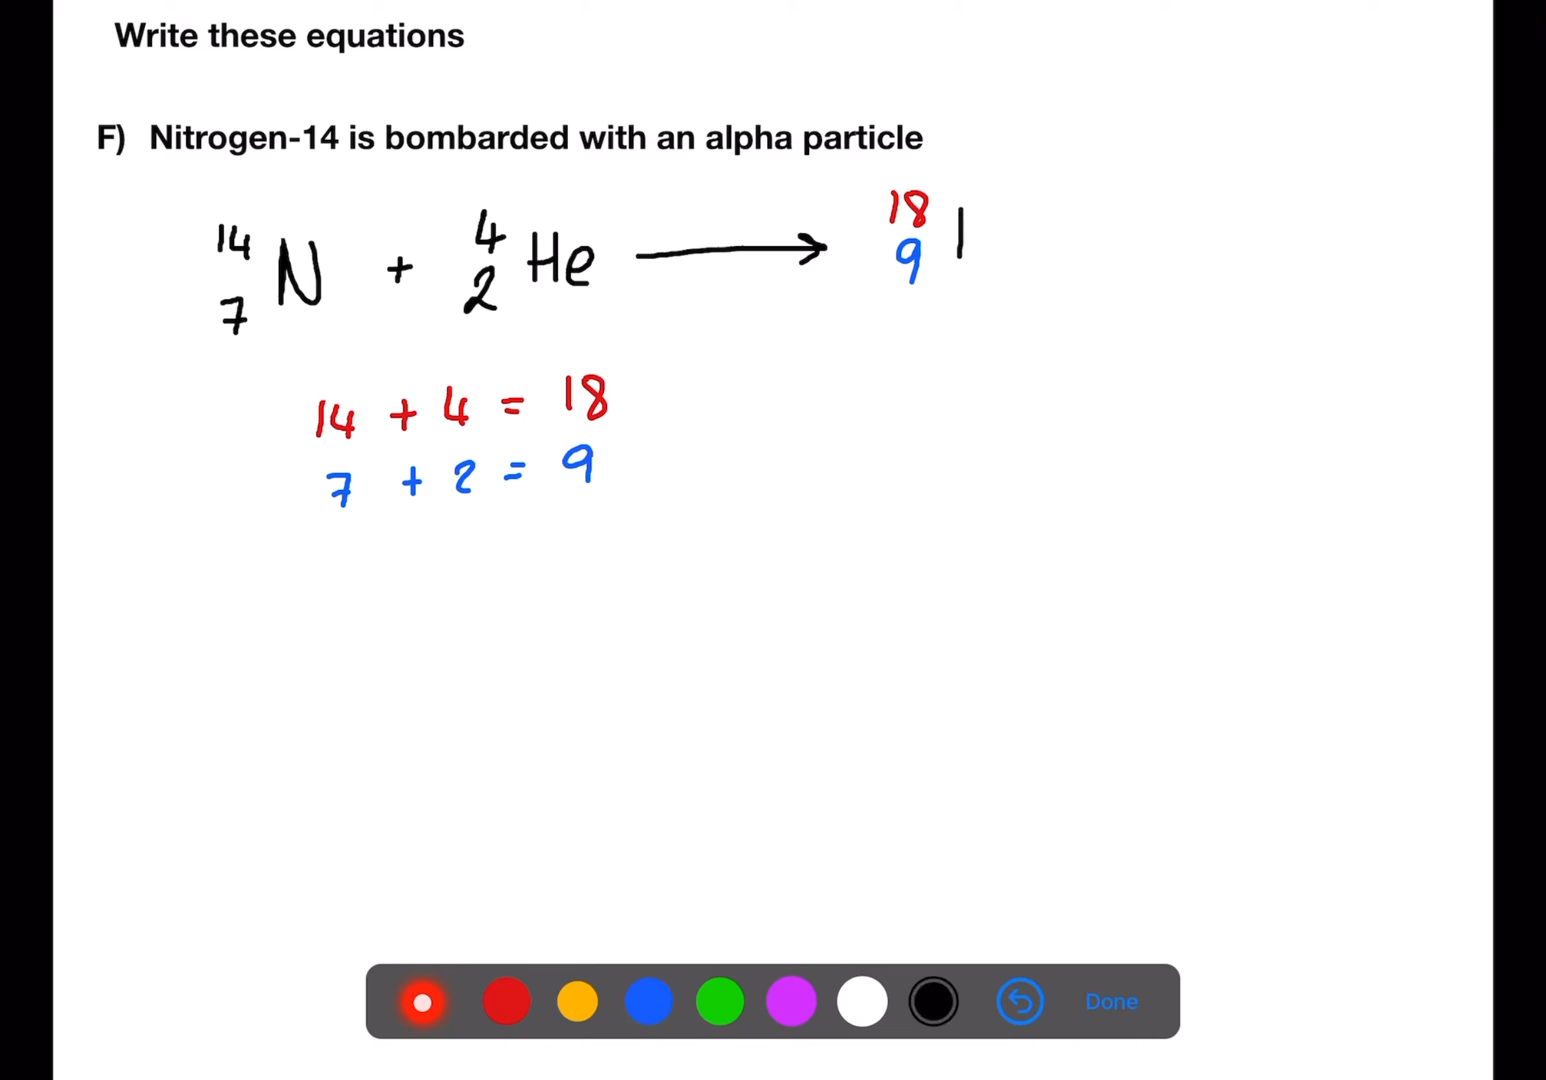 Write these equations
F) Nitrogen-14 is bombarded with an alpha particle
14 7 N + 4 2 He → 18 9
14 + 4 = 18
7 + 2 = 9
Done